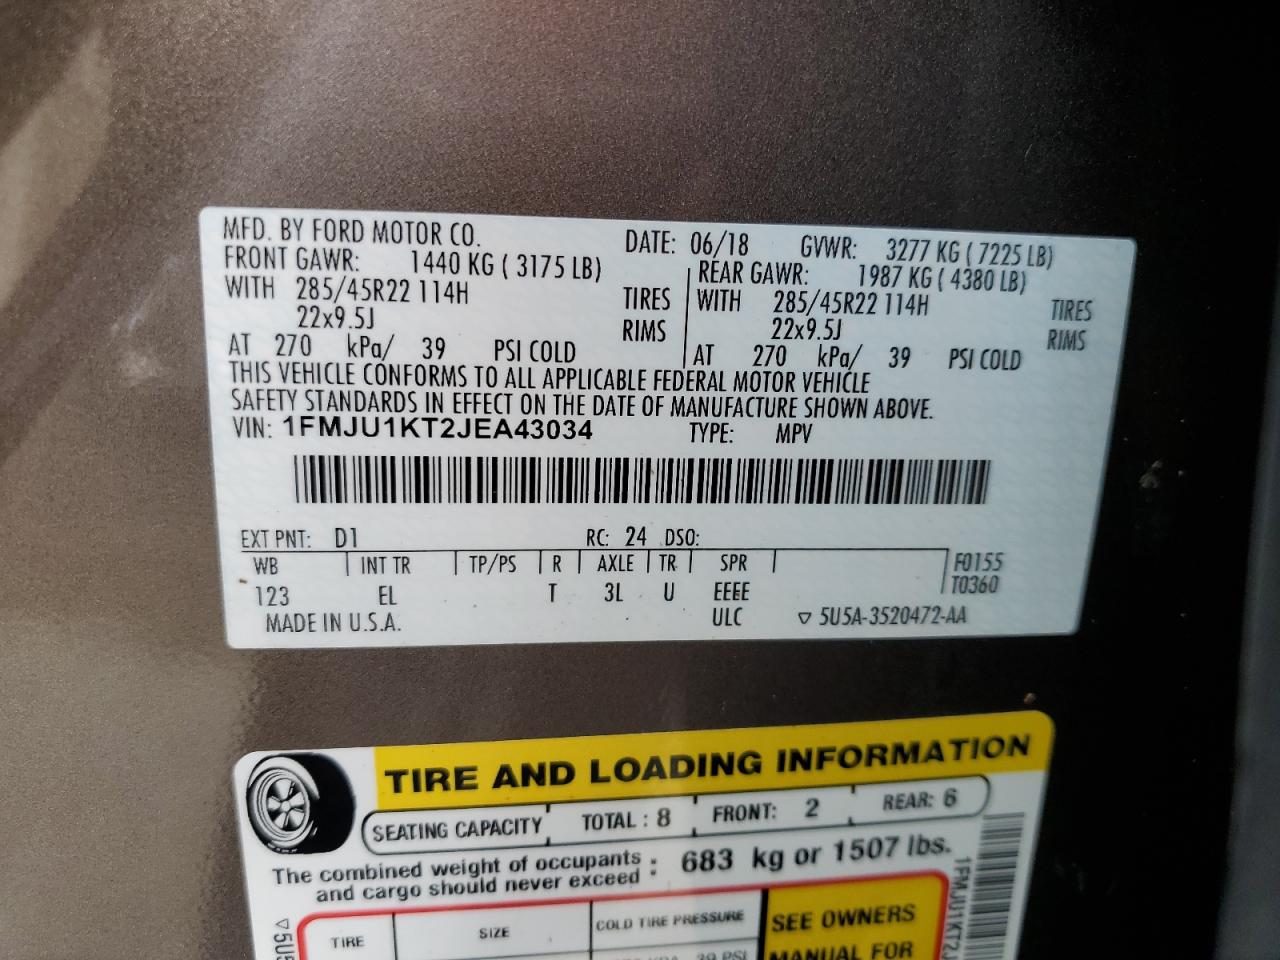 MFD. BY FORD MOTOR CO. DATE: 06/18 GVWR: 3277 KG ( 7225 LB)
FRONT GAWR: 1440 KG ( 3175 LB) REAR GAWR: 1987 KG ( 4380 LB)
WITH 285/45R22 114H TIRES WITH 285/45R22 114H TIRES
22x9.5J RIMS 22x9.5J RIMS
AT 270 kPa/ 39 PSI COLD AT 270 kPa/ 39 PSI COLD
THIS VEHICLE CONFORMS TO ALL APPLICABLE FEDERAL MOTOR VEHICLE
SAFETY STANDARDS IN EFFECT ON THE DATE OF MANUFACTURE SHOWN ABOVE.
VIN: 1FMJU1KT2JEA43034 TYPE: MPV
EXT PNT: D1 RC: 24 DSO:
WB INT TR TP/PS R AXLE TR SPR F0155
123 EL T 3L U EEEE T0360
MADE IN U.S.A. ULC ▽ 5U5A-3520472-AA
TIRE AND LOADING INFORMATION
SEATING CAPACITY TOTAL : 8 FRONT: 2 REAR: 6
The combined weight of occupants : 683 kg or 1507 lbs.
and cargo should never exceed :
TIRE SIZE COLD TIRE PRESSURE SEE OWNERS
39 PSI MANUAL FOR
▽5U5
1FMJU1KT2J